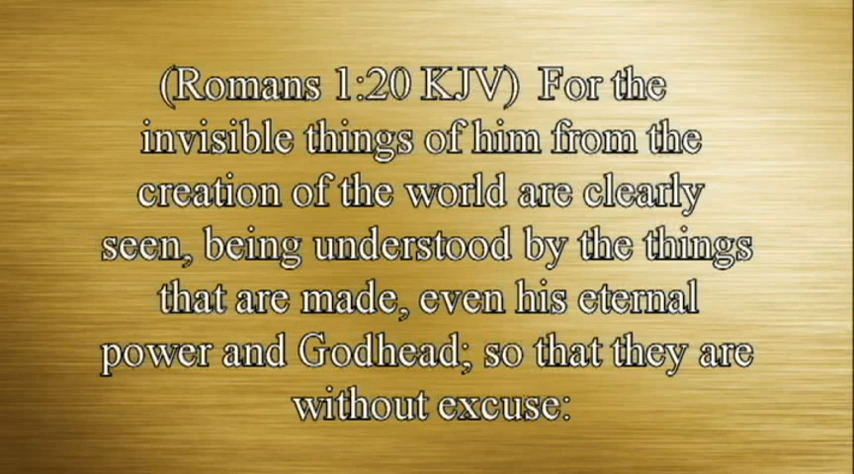 (Romans 1:20 KJV)  For the
invisible things of him from the
creation of the world are clearly
seen, being understood by the things
that are made, even his eternal
power and Godhead; so that they are
without excuse: